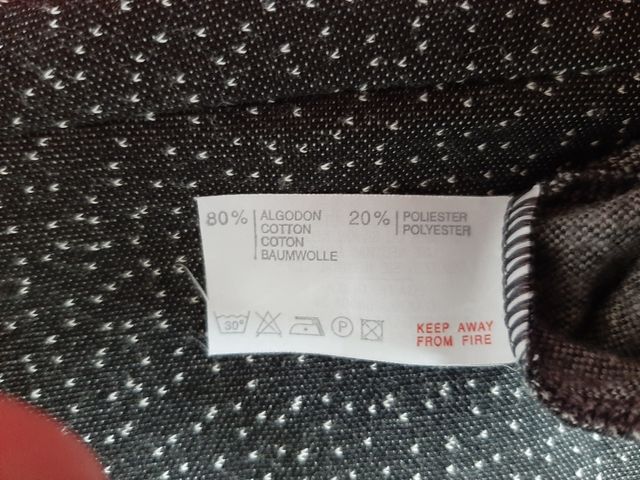 80% ALGODON 20% POLIESTER
COTTON POLYESTER
COTON
BAUMWOLLE
30°
P
KEEP AWAY
FROM FIRE